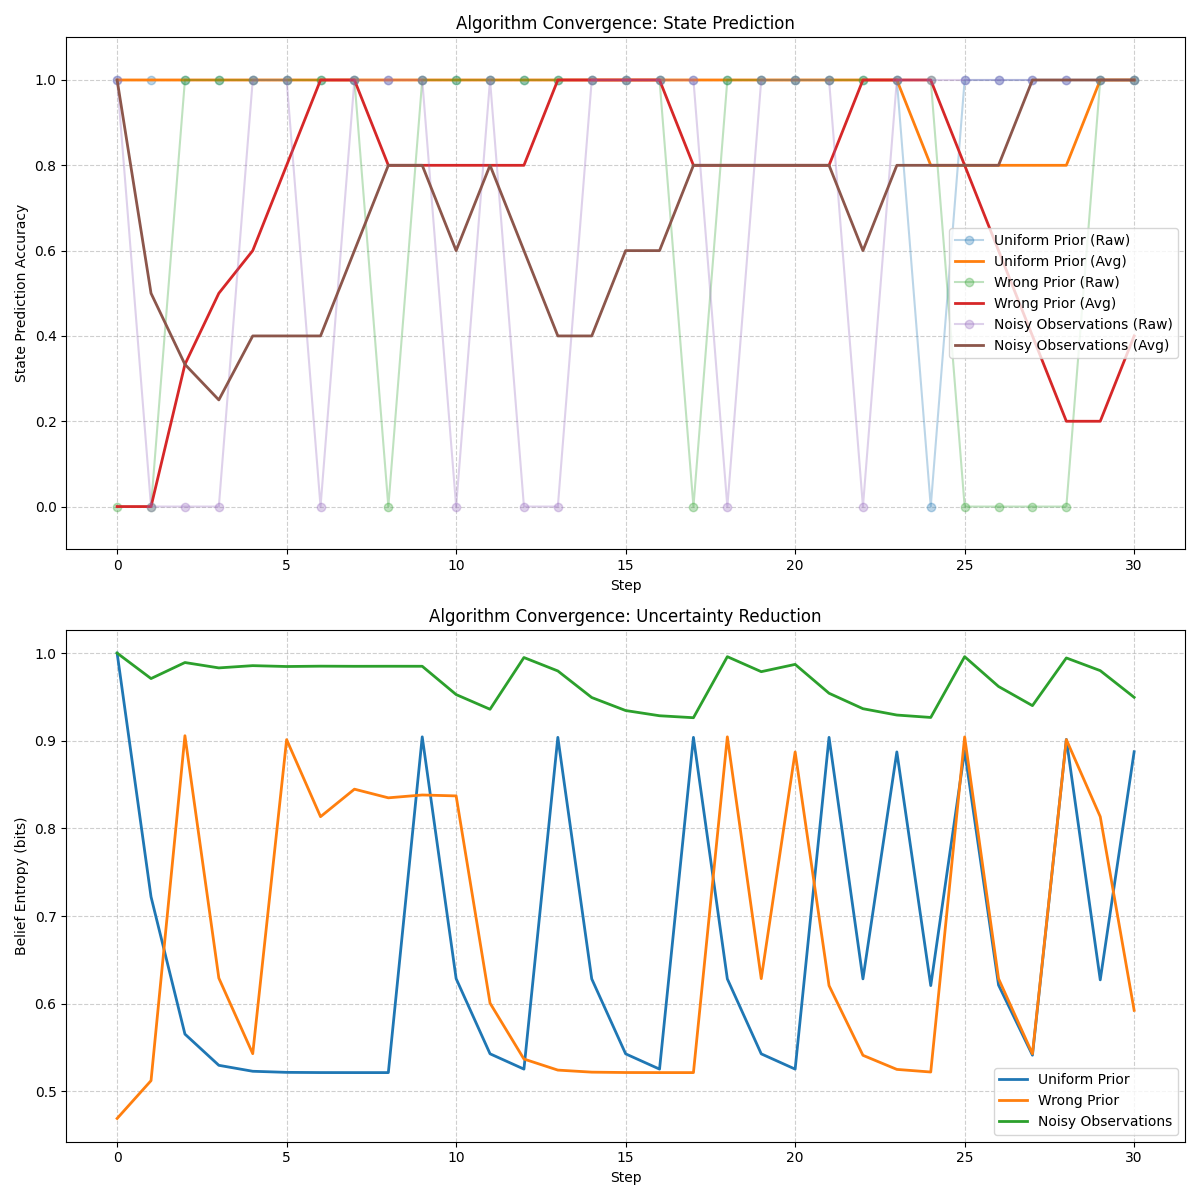 Algorithm Convergence: State Prediction
State Prediction Accuracy
1.0
0.8
0.6
0.4
0.2
0.0
Uniform Prior (Raw)
Uniform Prior (Avg)
Wrong Prior (Raw)
Wrong Prior (Avg)
Noisy Observations (Raw)
Noisy Observations (Avg)
0 5 10 15 20 25 30
Step
Algorithm Convergence: Uncertainty Reduction
Belief Entropy (bits)
1.0
0.9
0.8
0.7
0.6
0.5
Uniform Prior
Wrong Prior
Noisy Observations
0 5 10 15 20 25 30
Step